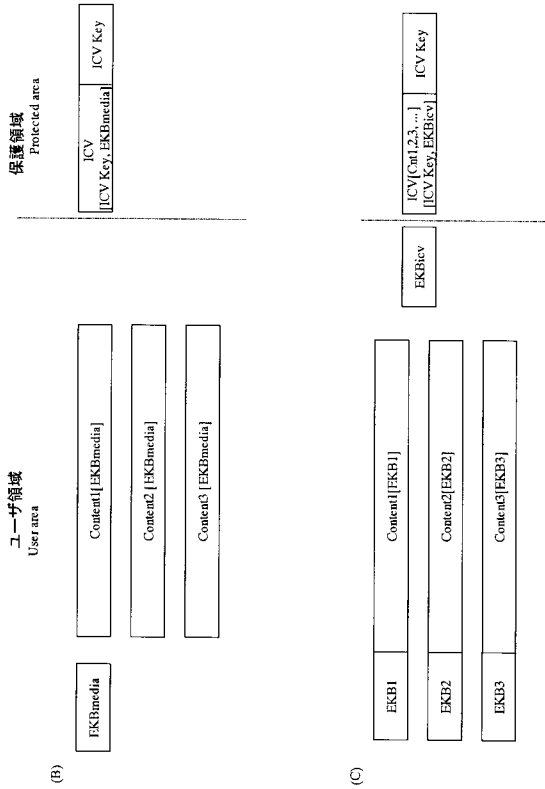 ユーザ領域
User area
保護領域
Protected area
(B)
EKBmedia
Content1[EKBmedia]
Content2 [EKBmedia]
Content3 [EKBmedia]
ICV
[ICV Key, EKBmedia]
ICV Key
(C)
EKB1
Content1[EKB1]
EKB2
Content2[EKB2]
EKB3
Content3[EKB3]
EKBicv
ICV[Cnt1,2,3, ... ]
[ICV Key, EKBicv]
ICV Key